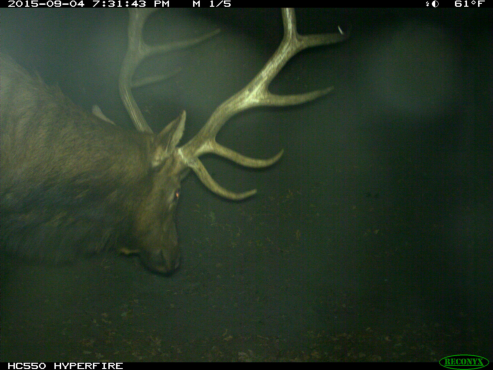 2015-09-04 7:31:43 PM M 1/5 61°F
HC550 HYPERFIRE
RECONYX